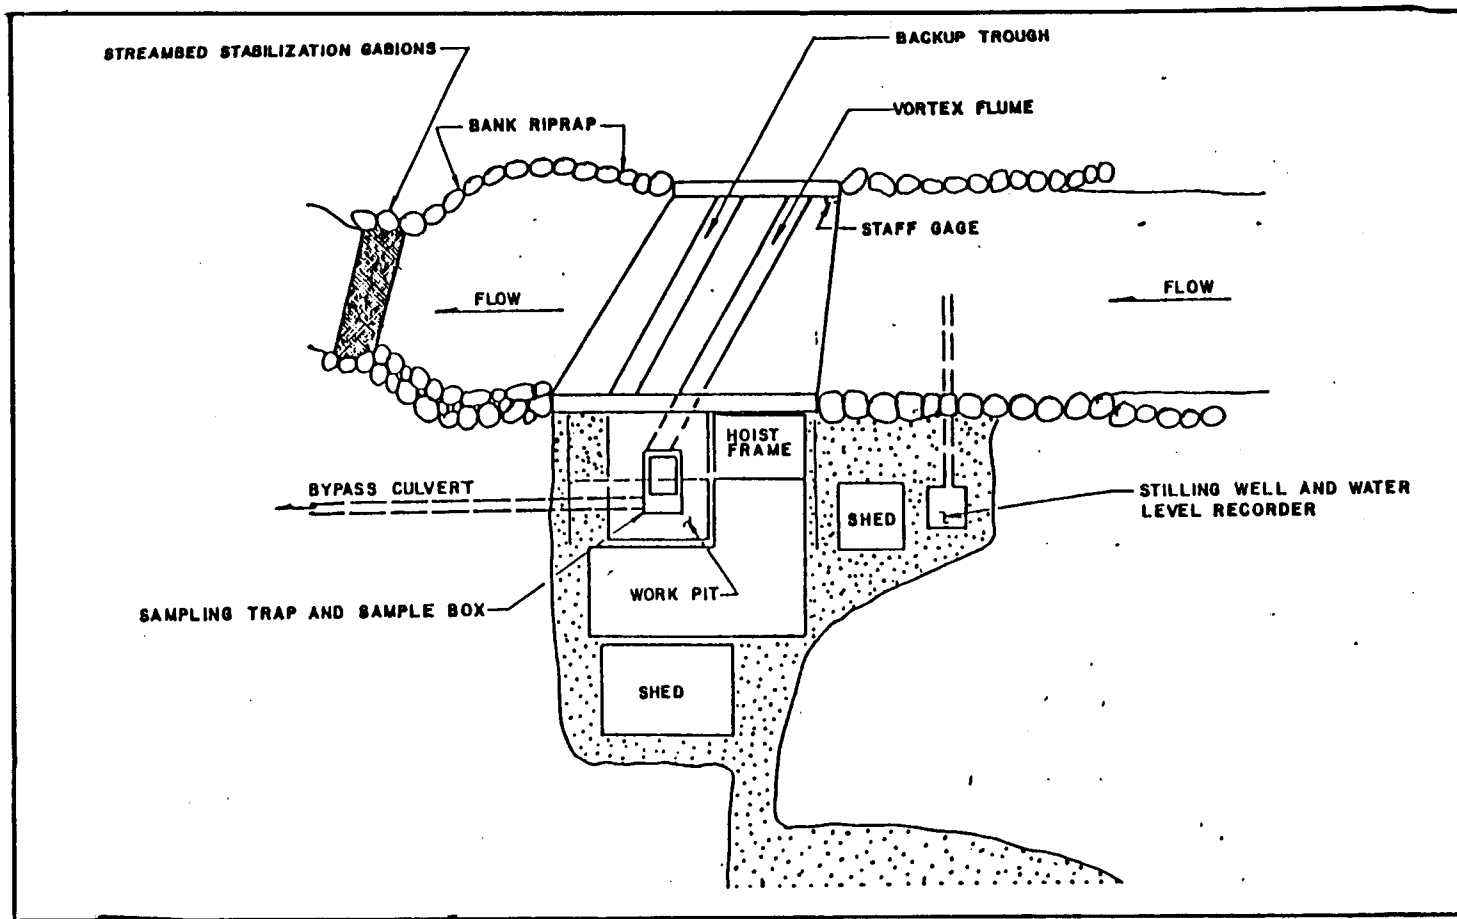 BACKUP TROUGH
STREAMBED STABILIZATION GABIONS
VORTEX FLUME
BANK RIPRAP
STAFF GAGE
FLOW
FLOW
HOIST
FRAME
BYPASS CULVERT
STILLING WELL AND WATER
LEVEL RECORDER
SHED
WORK PIT
SAMPLING TRAP AND SAMPLE BOX
SHED